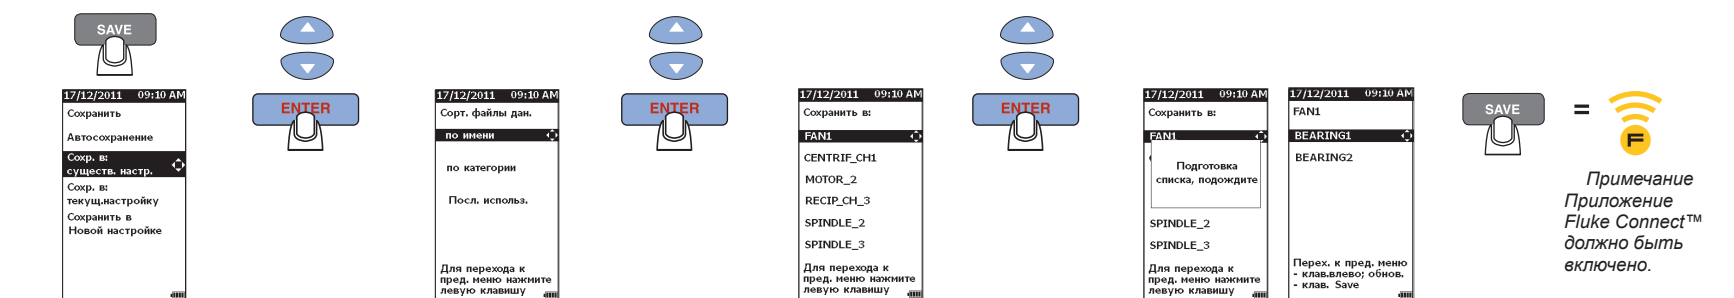 SAVE
17/12/2011 09:10 AM
Сохранить
Автосохранение
Сохр. в:
существ. настр.
Сохр. в:
текущ.настройку
Сохранить в
Новой настройке
ENTER
17/12/2011 09:10 AM
Сорт. файлы дан.
по имени
по категории
Посл. использ.
Для перехода к
пред. меню нажмите
левую клавишу
ENTER
17/12/2011 09:10 AM
Сохранить в:
FAN1
CENTRIF_CH1
MOTOR_2
RECIP_CH_3
SPINDLE_2
SPINDLE_3
Для перехода к
пред. меню нажмите
левую клавишу
ENTER
17/12/2011 09:10 AM
Сохранить в:
FAN1
Подготовка
списка, подождите
SPINDLE_2
SPINDLE_3
Для перехода к
пред. меню нажмите
левую клавишу
17/12/2011 09:10 AM
FAN1
BEARING1
BEARING2
Перех. к пред. меню
- клав.влево; обнов.
- клав. Save
SAVE
=
F
Примечание
Приложение
Fluke Connect™
должно быть
включено.